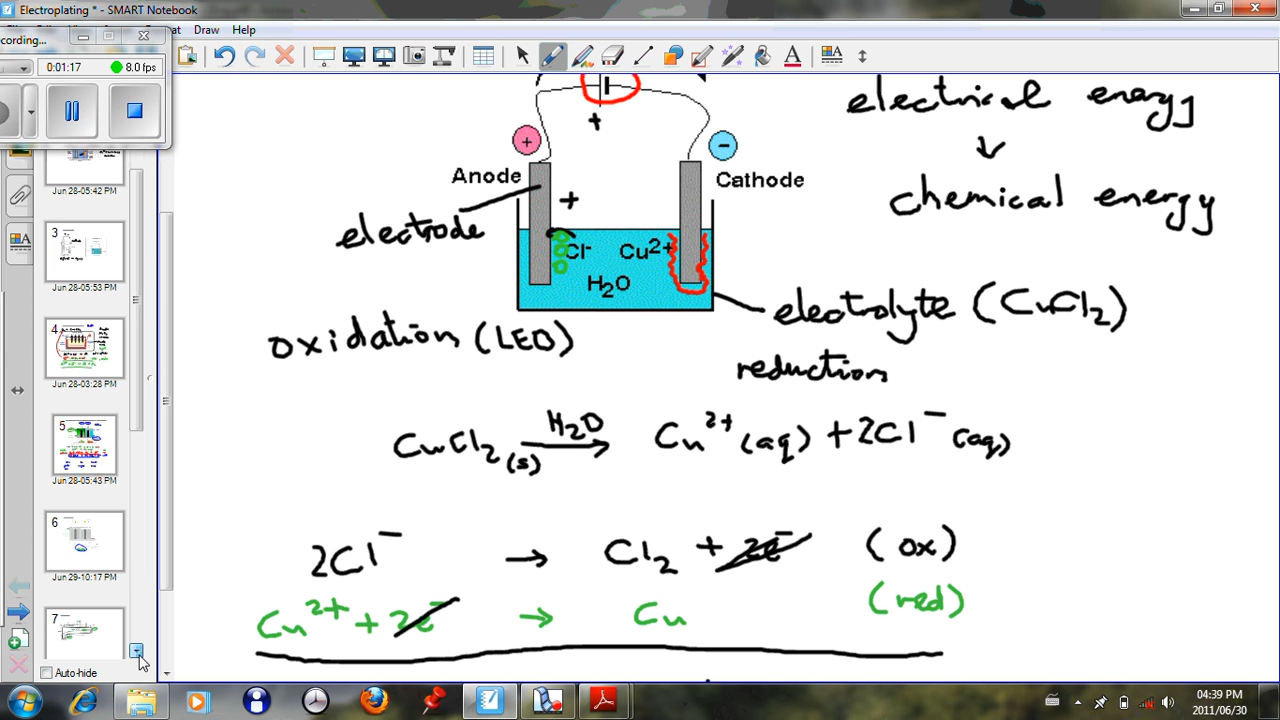 Electroplating * - SMART Notebook
cording...
Draw Help
0:01:17 8.0 fps
electrical energy
↓
chemical energy
+
+ −
Anode Cathode
+
electrode
Cl- Cu2+
H2O
electrolyte (CuCl2)
oxidation (LEO)
reduction
CuCl2(s) H2O → Cu2+(aq) + 2Cl−(aq)
2Cl− → Cl2 + 2e− (ox)
Cu2+ + 2e− → Cu (red)
Jun 28-05:42 PM
3
Jun 28-05:53 PM
4
Jun 28-03:28 PM
5
Jun 28-05:43 PM
6
Jun 29-10:17 PM
7
Auto-hide
04:39 PM
2011/06/30